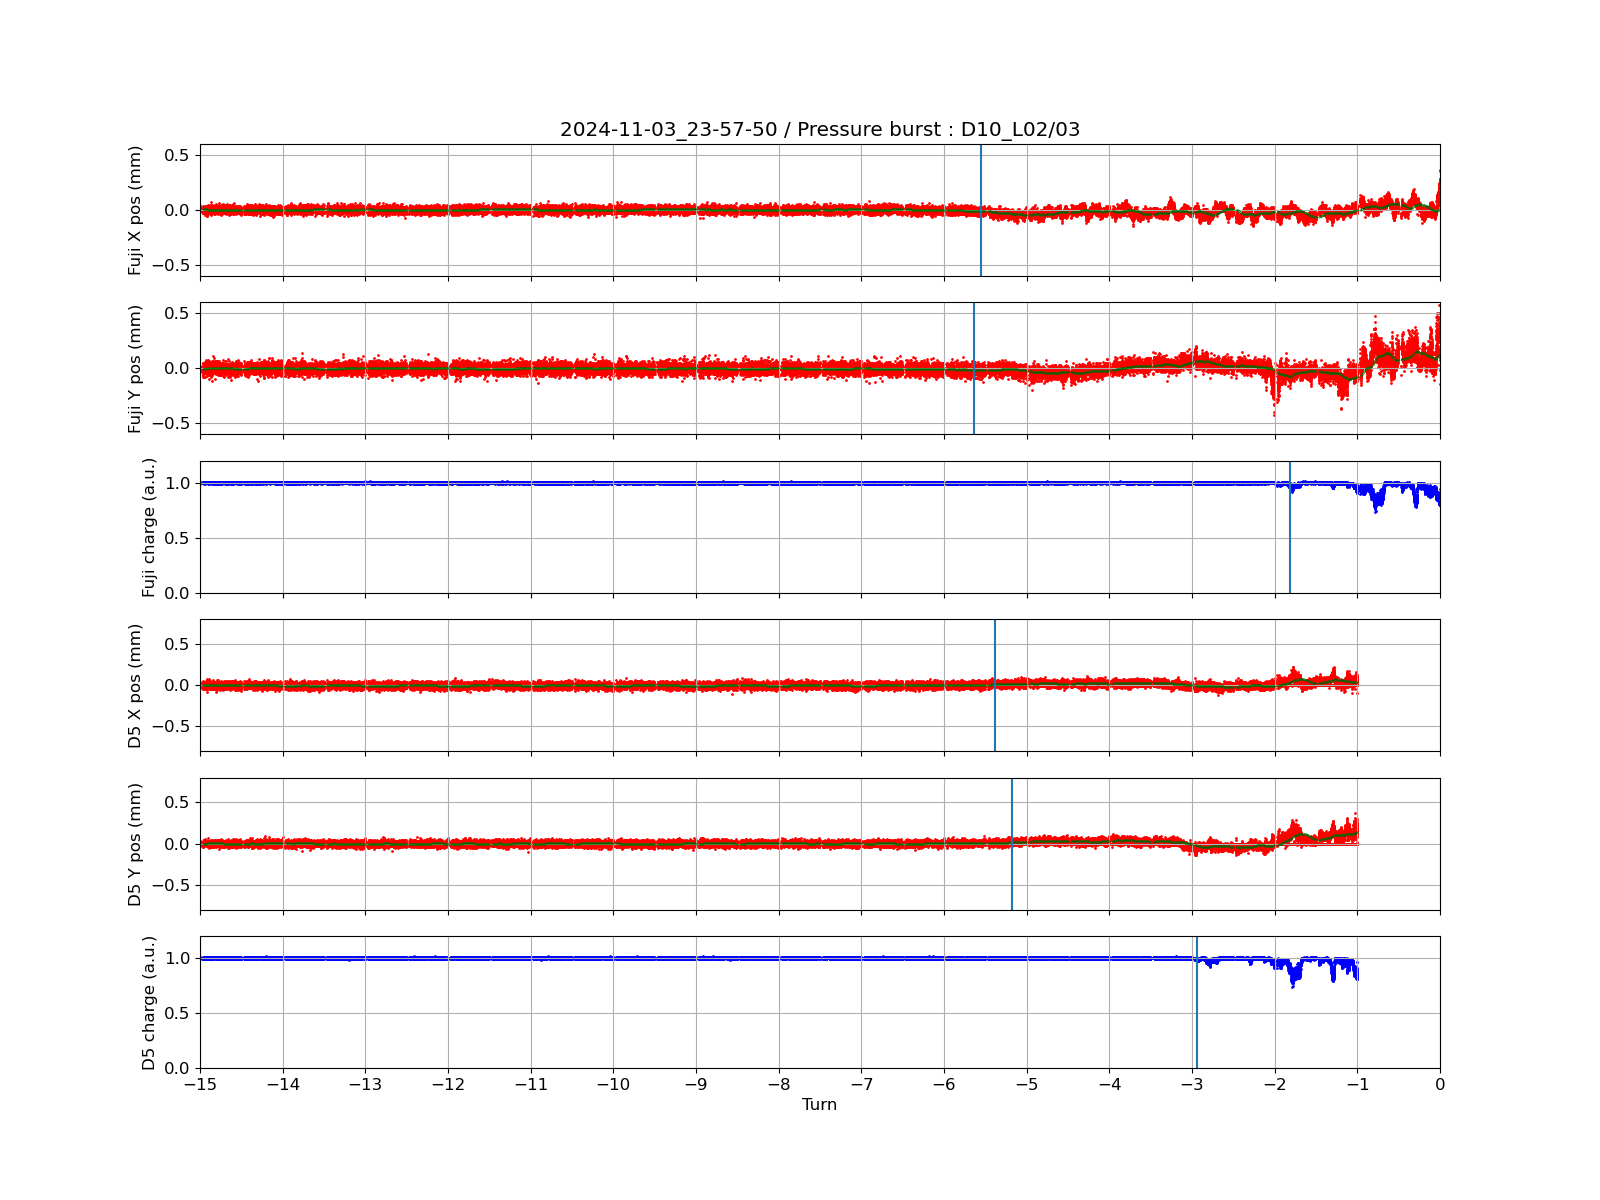 2024-11-03_23-57-50 / Pressure burst : D10_L02/03
Fuji X pos (mm)
0.5
0.0
−0.5
Fuji Y pos (mm)
0.5
0.0
−0.5
Fuji charge (a.u.)
1.0
0.5
0.0
D5 X pos (mm)
0.5
0.0
−0.5
D5 Y pos (mm)
0.5
0.0
−0.5
D5 charge (a.u.)
1.0
0.5
0.0
−15 −14 −13 −12 −11 −10 −9 −8 −7 −6 −5 −4 −3 −2 −1 0
Turn